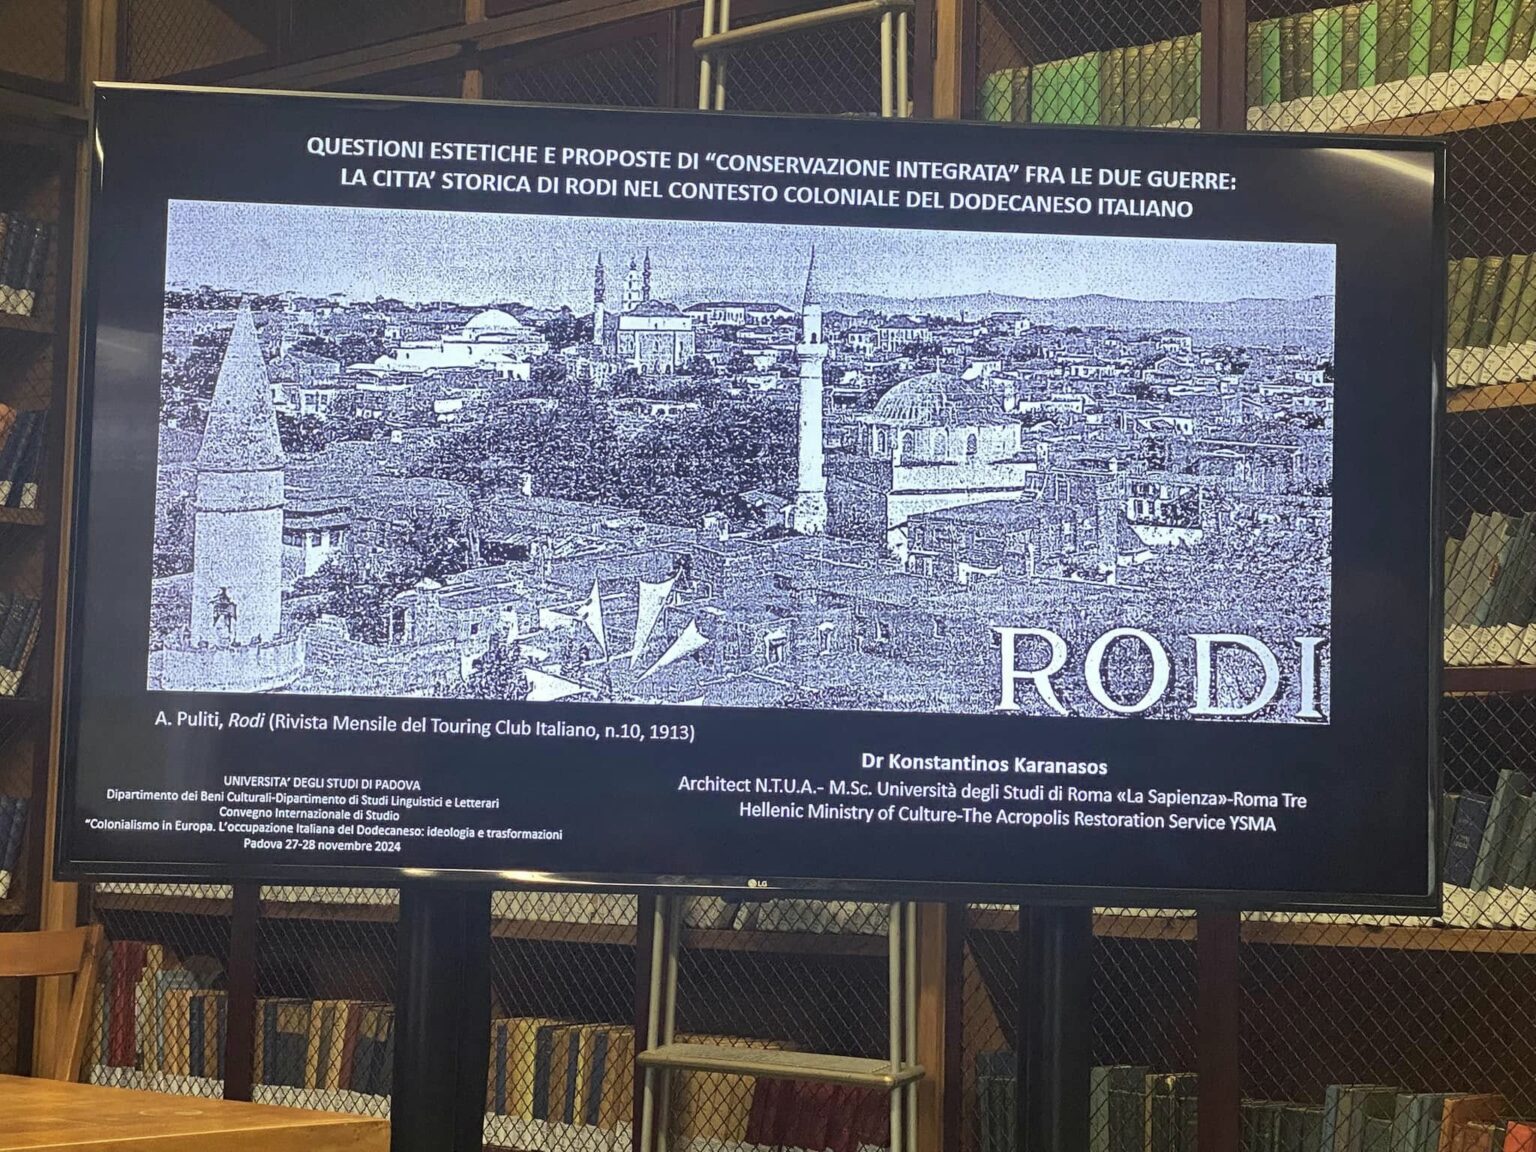 QUESTIONI ESTETICHE E PROPOSTE DI “CONSERVAZIONE INTEGRATA” FRA LE DUE GUERRE:
LA CITTA’ STORICA DI RODI NEL CONTESTO COLONIALE DEL DODECANESO ITALIANO
RODI
A. Puliti, Rodi (Rivista Mensile del Touring Club Italiano, n.10, 1913)
Dr Konstantinos Karanasos
Architect N.T.U.A.- M.Sc. Università degli Studi di Roma «La Sapienza»-Roma Tre
Hellenic Ministry of Culture-The Acropolis Restoration Service YSMA
UNIVERSITA’ DEGLI STUDI DI PADOVA
Dipartimento dei Beni Culturali-Dipartimento di Studi Linguistici e Letterari
Convegno Internazionale di Studio
“Colonialismo in Europa. L’occupazione Italiana del Dodecaneso: ideologia e trasformazioni
Padova 27-28 novembre 2024
LG